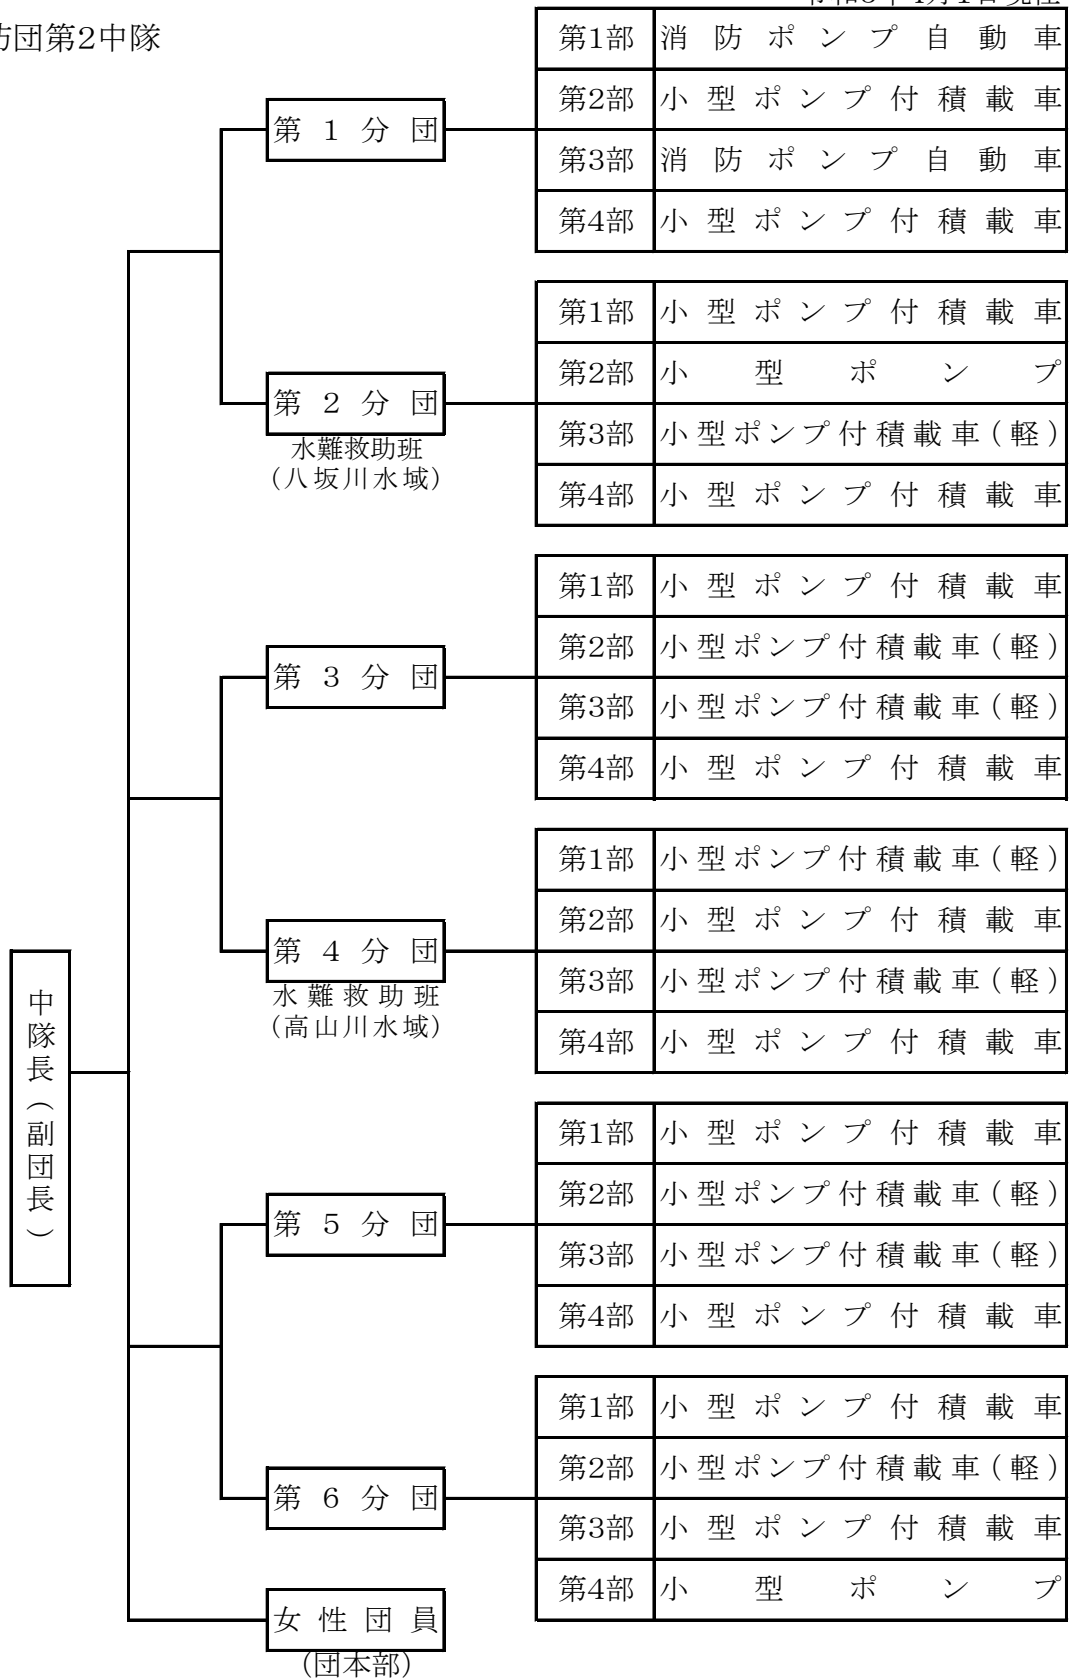 防団第2中隊
第1部 消防ポンプ自動車
第2部 小型ポンプ付積載車
第1分団
第3部 消防ポンプ自動車
第4部 小型ポンプ付積載車
第1部 小型ポンプ付積載車
第2部 小型ポンプ
第2分団
水難救助班
(八坂川水域)
第3部 小型ポンプ付積載車(軽)
第4部 小型ポンプ付積載車
第1部 小型ポンプ付積載車
第2部 小型ポンプ付積載車(軽)
第3分団
第3部 小型ポンプ付積載車(軽)
第4部 小型ポンプ付積載車
第1部 小型ポンプ付積載車(軽)
第2部 小型ポンプ付積載車
第4分団
水難救助班
(高山川水域)
第3部 小型ポンプ付積載車(軽)
第4部 小型ポンプ付積載車
中隊長(副団長)
第1部 小型ポンプ付積載車
第2部 小型ポンプ付積載車(軽)
第5分団
第3部 小型ポンプ付積載車(軽)
第4部 小型ポンプ付積載車
第1部 小型ポンプ付積載車
第2部 小型ポンプ付積載車(軽)
第6分団
第3部 小型ポンプ付積載車
第4部 小型ポンプ
女性団員
(団本部)